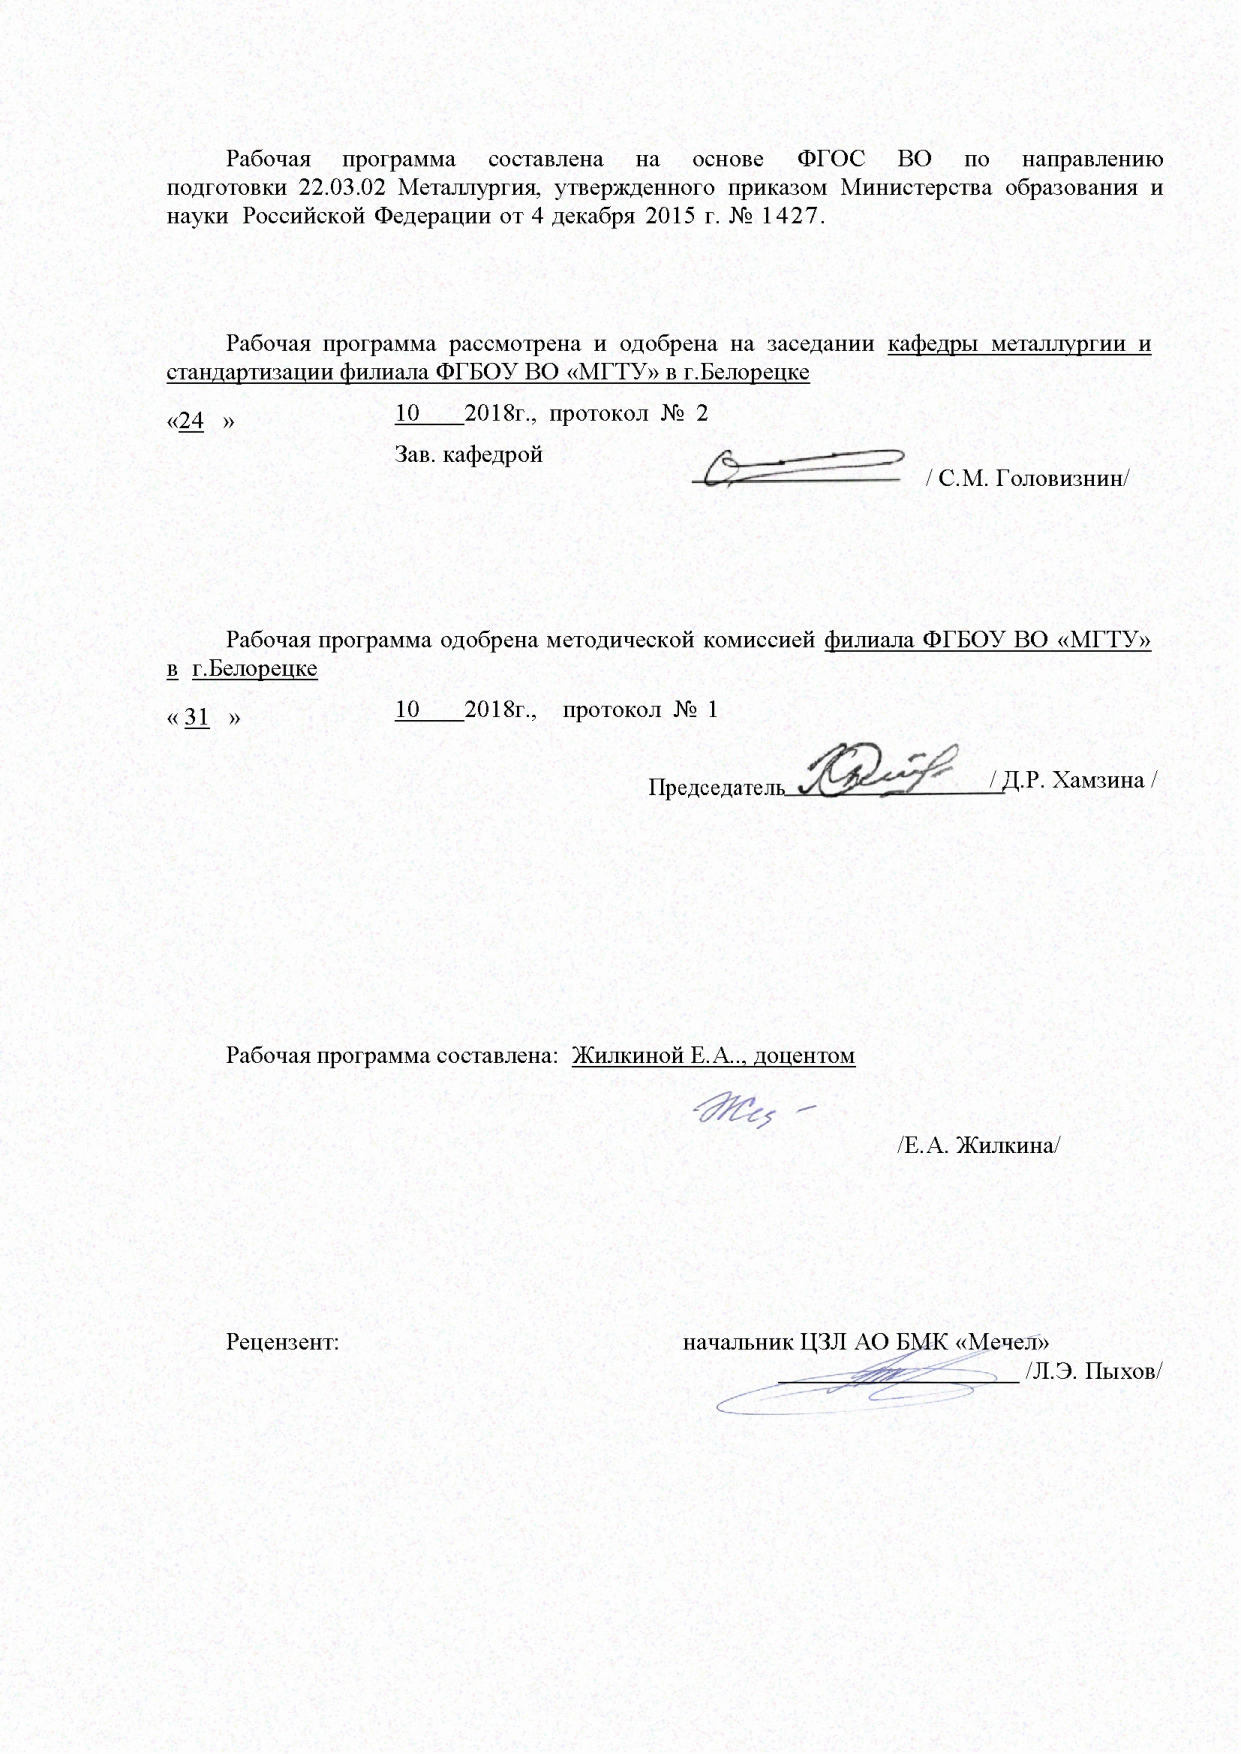 Рабочая программа составлена на основе ФГОС ВО по направлению
подготовки 22.03.02 Металлургия, утвержденного приказом Министерства образования и
науки Российской Федерации от 4 декабря 2015 г. № 1427.
Рабочая программа рассмотрена и одобрена на заседании кафедры металлургии и
стандартизации филиала ФГБОУ ВО «МГТУ» в г.Белорецке
«24 » 10 2018г., протокол № 2
Зав. кафедрой
/ С.М. Головизнин/
Рабочая программа одобрена методической комиссией филиала ФГБОУ ВО «МГТУ»
в г.Белорецке
« 31 » 10 2018г., протокол № 1
Председатель / Д.Р. Хамзина /
Рабочая программа составлена: Жилкиной Е.А.., доцентом
/Е.А. Жилкина/
Рецензент: начальник ЦЗЛ АО БМК «Мечел»
/Л.Э. Пыхов/